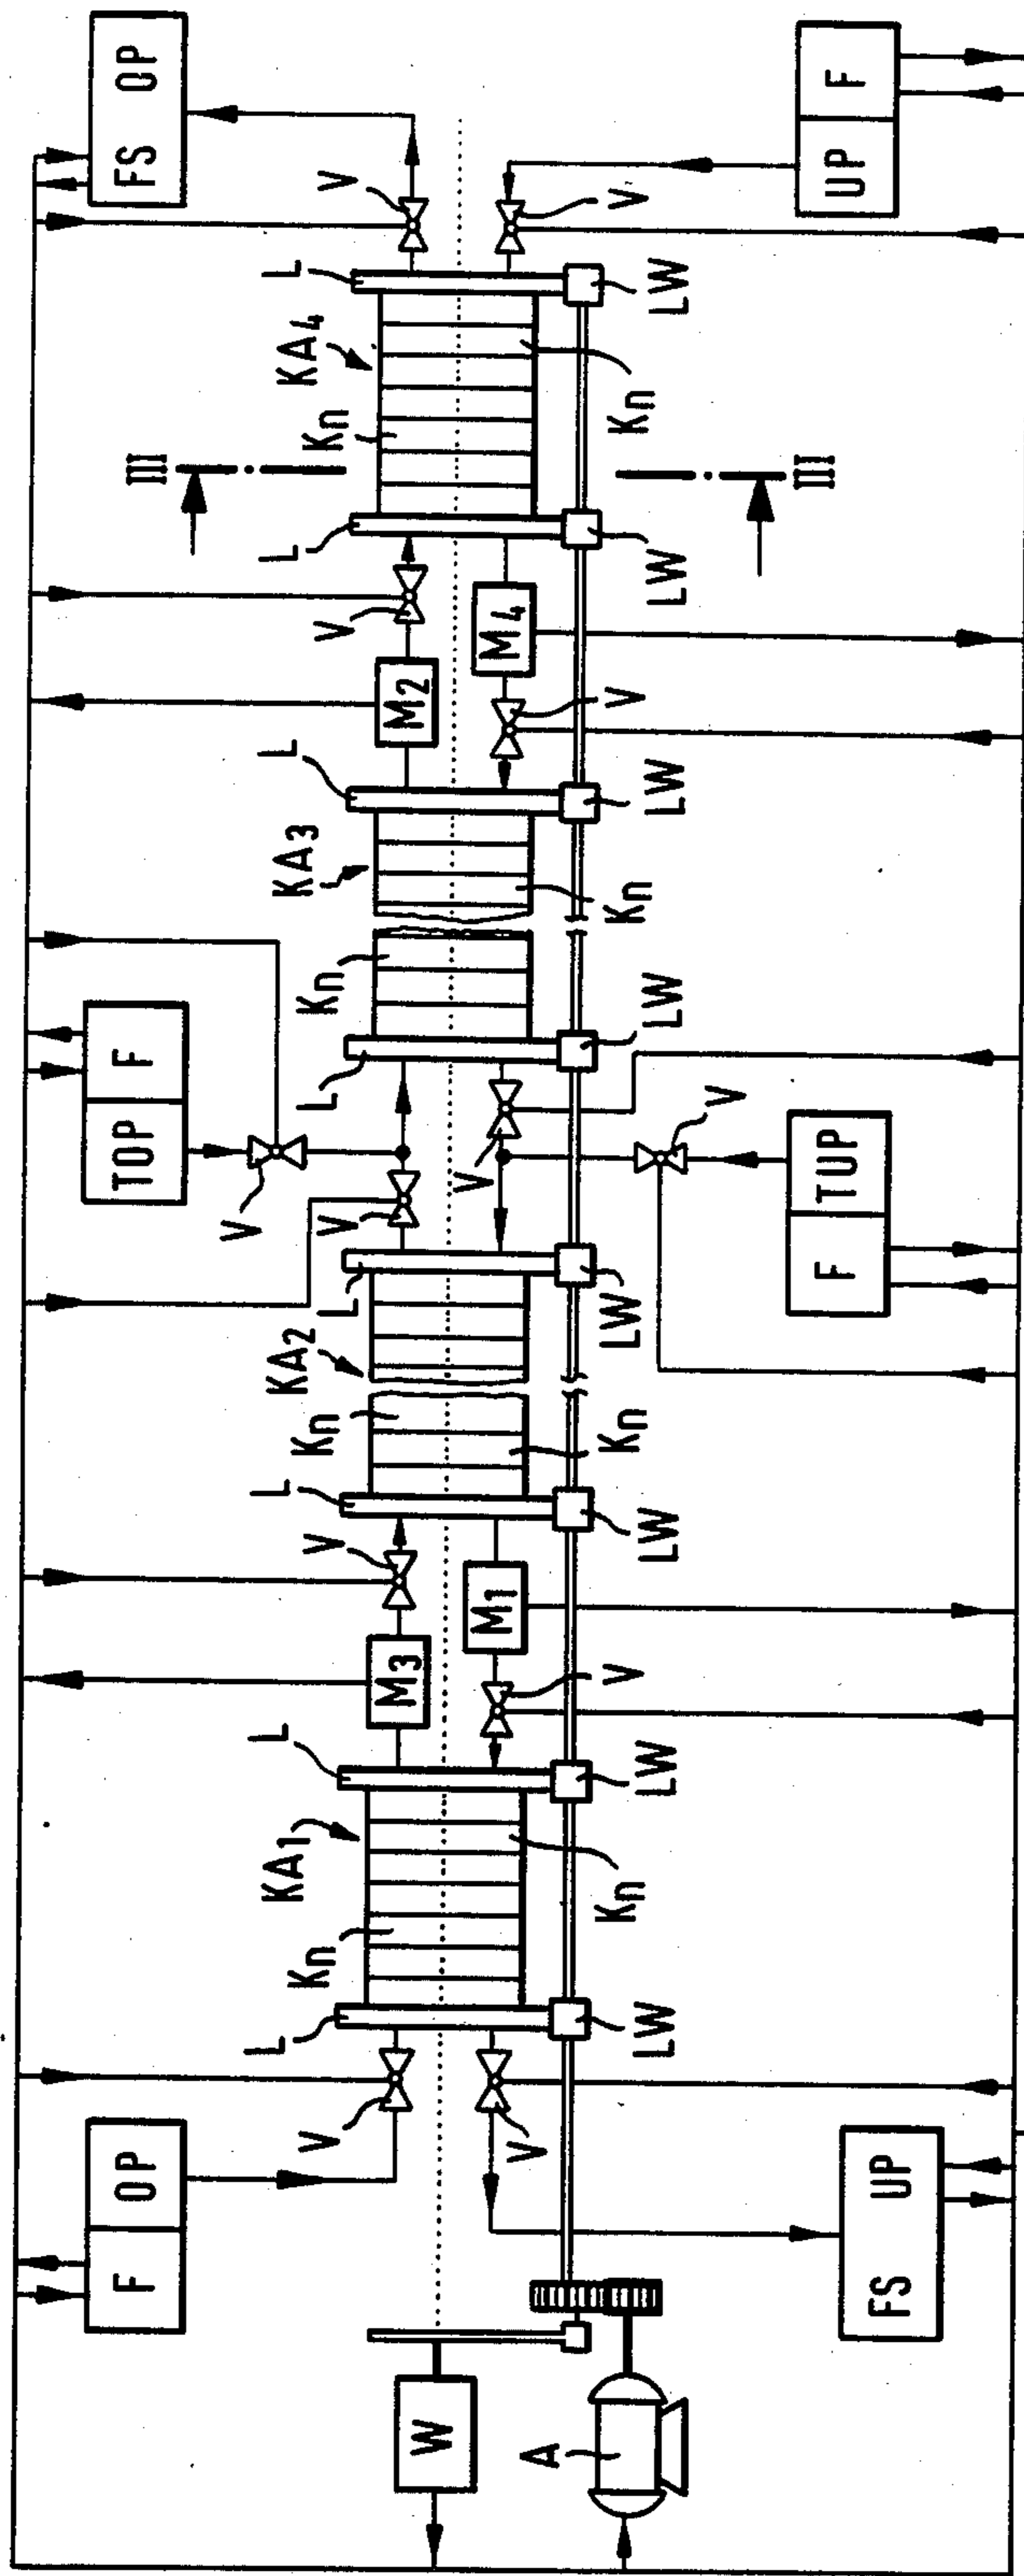 F OP
TOP F
III
FS OP
V
L
Kn
KA1
L
V
L
Kn
KA2
L
V
V
L
Kn
KA3
L
V
L
Kn
KA4
L
V
W
M3
M2
M1
V
M4
A
V
Kn
V
Kn
Kn
V
Kn
V
LW
LW
LW
LW
V
LW
LW
LW
LW
FS UP
F TUP
III
UP F